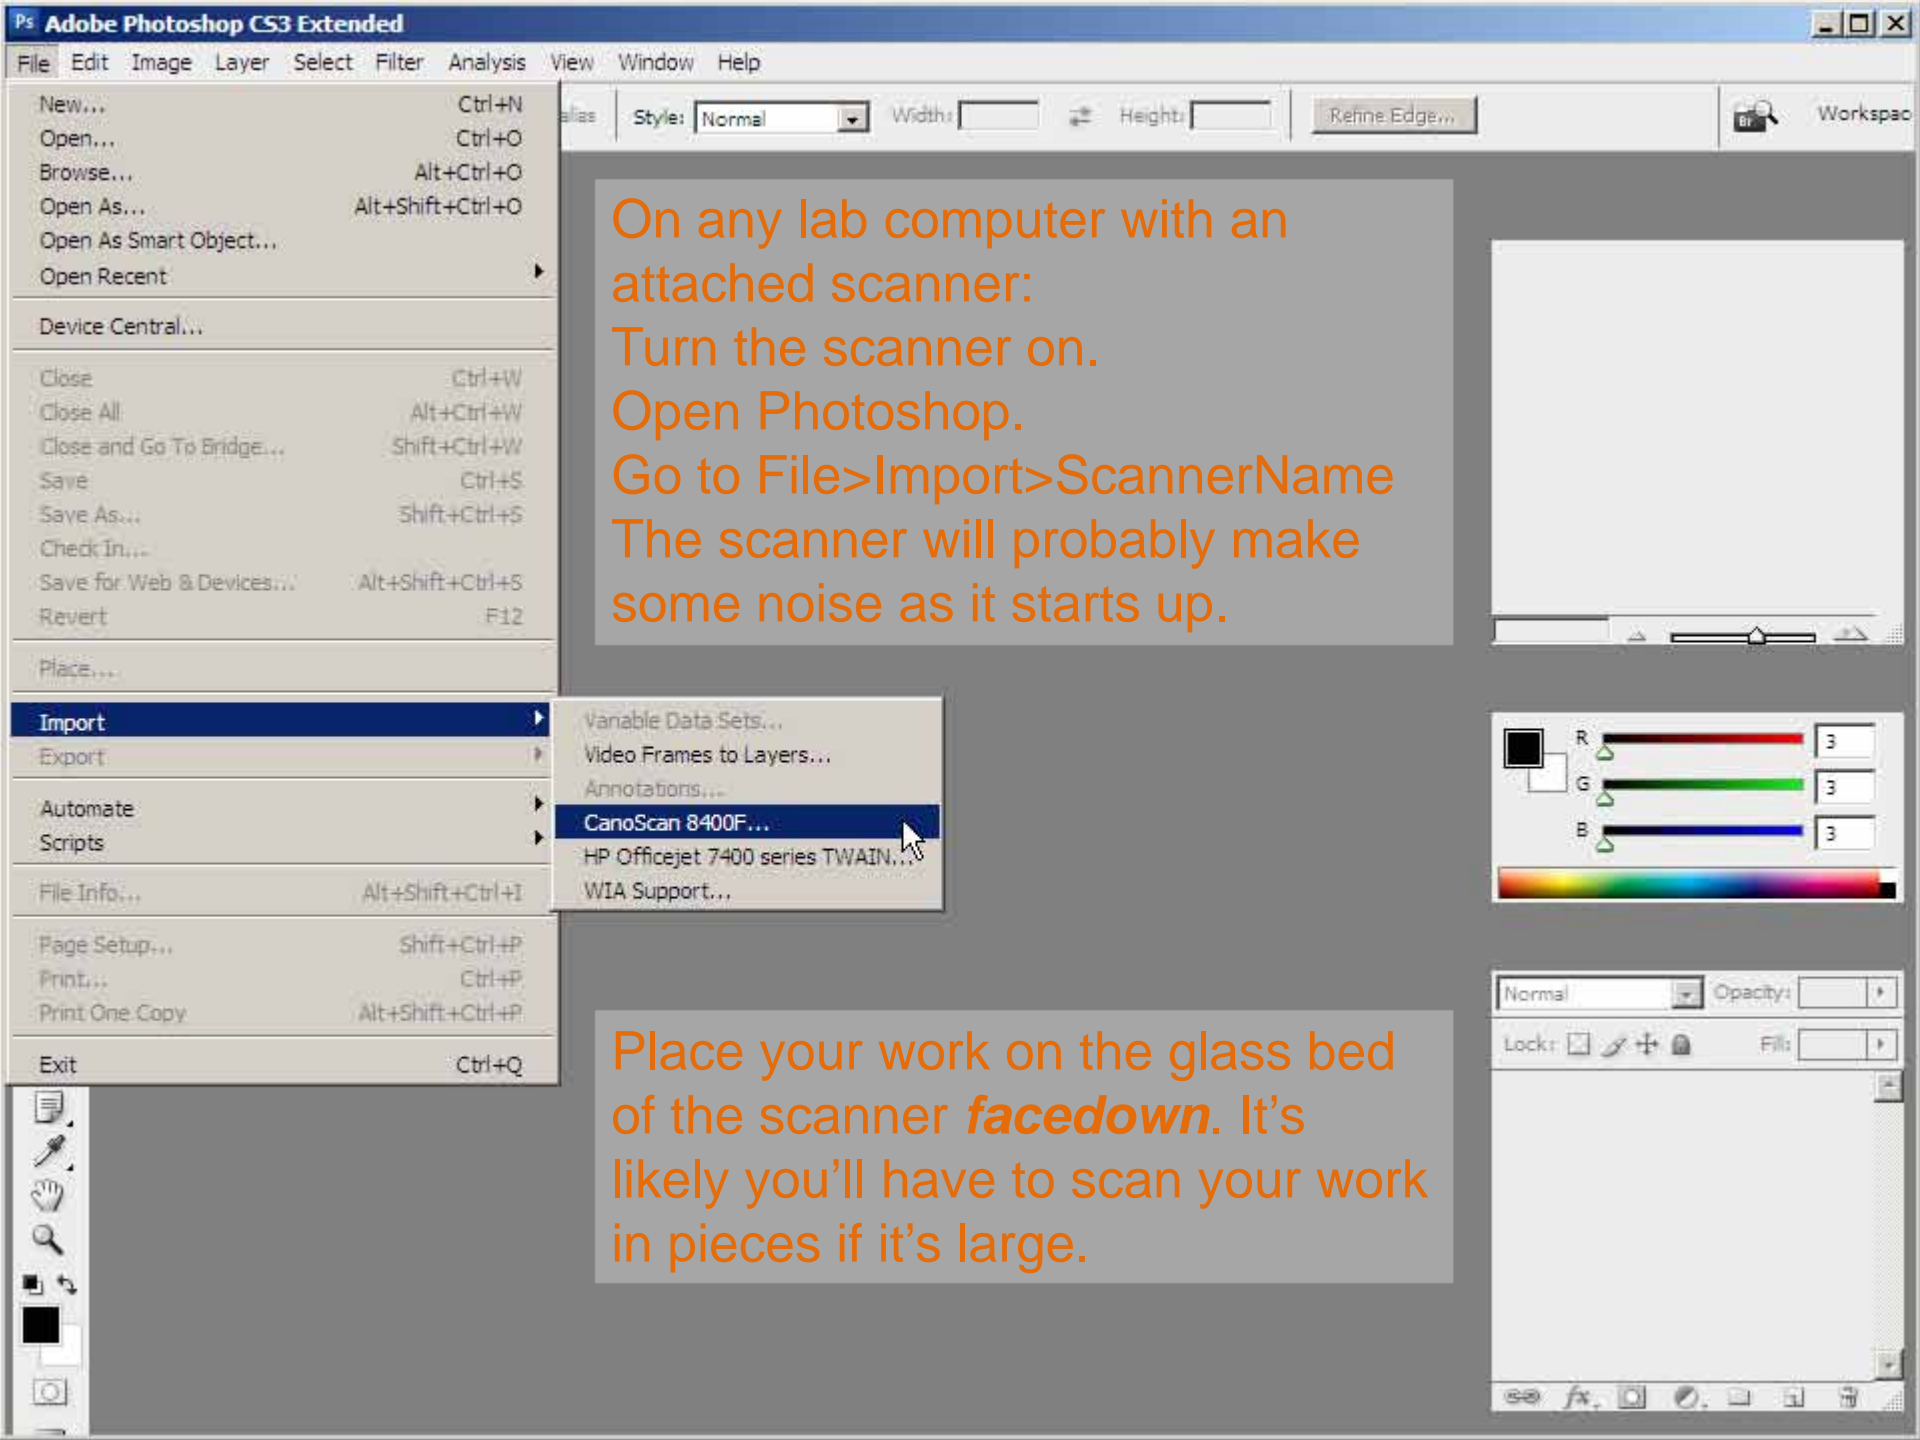 Ps Adobe Photoshop CS3 Extended
File Edit Image Layer Select Filter Analysis View Window Help
alias Style: Normal Width: Height: Refine Edge... Br Workspac
New... Ctrl+N
Open... Ctrl+O
Browse... Alt+Ctrl+O
Open As... Alt+Shift+Ctrl+O
Open As Smart Object...
Open Recent
Device Central...
Close Ctrl+W
Close All Alt+Ctrl+W
Close and Go To Bridge... Shift+Ctrl+W
Save Ctrl+S
Save As... Shift+Ctrl+S
Check In...
Save for Web & Devices... Alt+Shift+Ctrl+S
Revert F12
Place...
Import
Export
Automate
Scripts
File Info... Alt+Shift+Ctrl+I
Page Setup... Shift+Ctrl+P
Print... Ctrl+P
Print One Copy Alt+Shift+Ctrl+P
Exit Ctrl+Q
Variable Data Sets...
Video Frames to Layers...
Annotations...
CanoScan 8400F...
HP Officejet 7400 series TWAIN...
WIA Support...
On any lab computer with an
attached scanner:
Turn the scanner on.
Open Photoshop.
Go to File>Import>ScannerName
The scanner will probably make
some noise as it starts up.
Place your work on the glass bed
of the scanner facedown. It's
likely you'll have to scan your work
in pieces if it's large.
R 3
G 3
B 3
Normal Opacity:
Lock: Fill:
fx